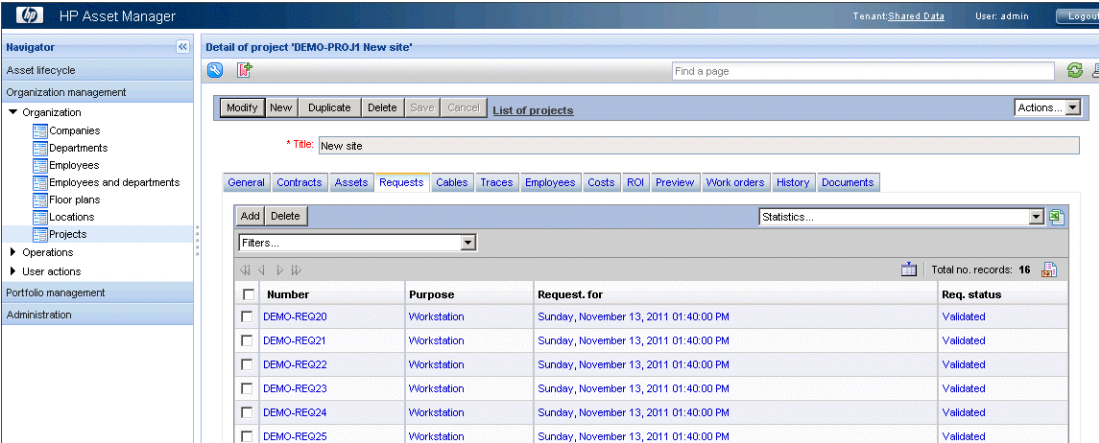 hp HP Asset Manager Tenant:Shared Data User: admin Logout
Navigator
Asset lifecycle
Organization management
Organization
Companies
Departments
Employees
Employees and departments
Floor plans
Locations
Projects
Operations
User actions
Portfolio management
Administration
Detail of project 'DEMO-PROJ1 New site'
Find a page
Modify New Duplicate Delete Save Cancel List of projects Actions...
* Title: New site
General Contracts Assets Requests Cables Traces Employees Costs ROI Preview Work orders History Documents
Add Delete Statistics...
Filters...
Total no. records: 16
Number Purpose Request. for Req. status
DEMO-REQ20 Workstation Sunday, November 13, 2011 01:40:00 PM Validated
DEMO-REQ21 Workstation Sunday, November 13, 2011 01:40:00 PM Validated
DEMO-REQ22 Workstation Sunday, November 13, 2011 01:40:00 PM Validated
DEMO-REQ23 Workstation Sunday, November 13, 2011 01:40:00 PM Validated
DEMO-REQ24 Workstation Sunday, November 13, 2011 01:40:00 PM Validated
DEMO-REQ25 Workstation Sunday, November 13, 2011 01:40:00 PM Validated